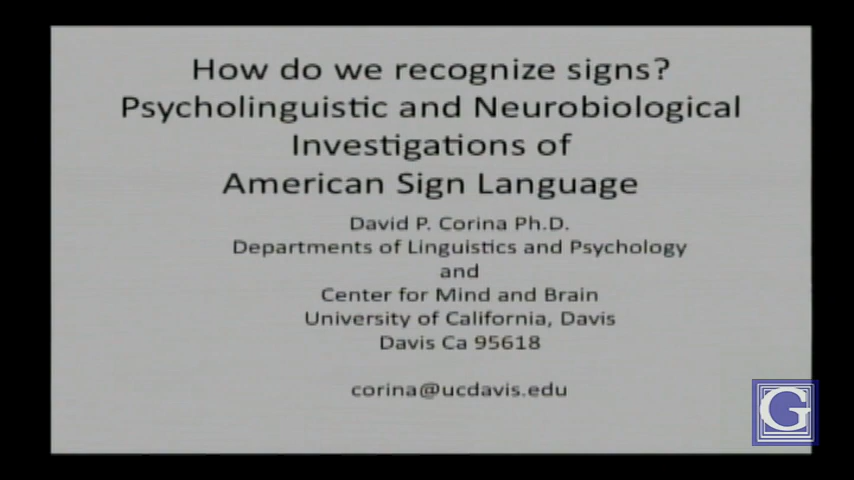 How do we recognize signs?
Psycholinguistic and Neurobiological
Investigations of
American Sign Language
David P. Corina Ph.D.
Departments of Linguistics and Psychology
and
Center for Mind and Brain
University of California, Davis
Davis Ca 95618
corina@ucdavis.edu
G